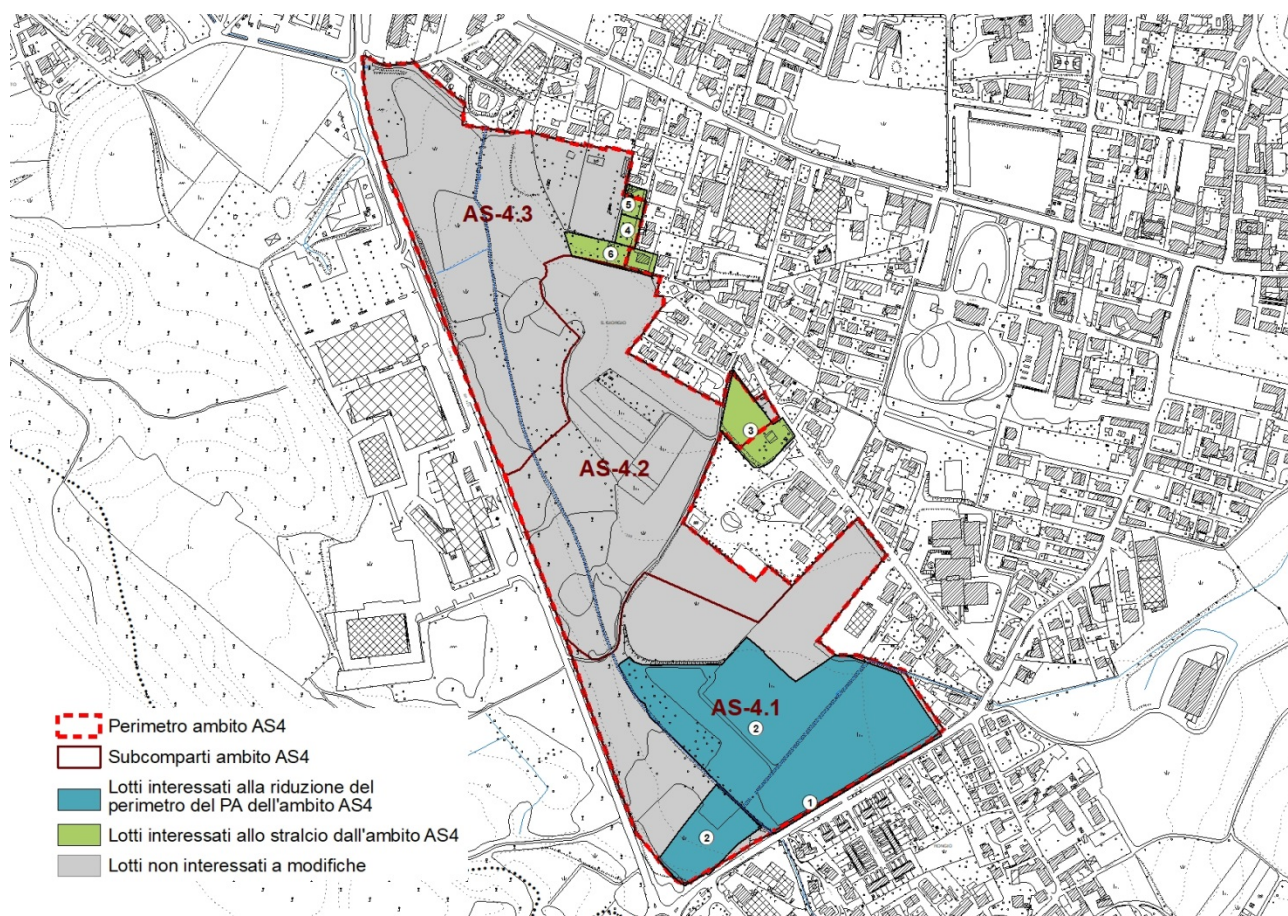 AS-4.3
5
4
6
3
AS-4.2
AS-4.1
2
1
2
Perimetro ambito AS4
Subcomparti ambito AS4
Lotti interessati alla riduzione del
perimetro del PA dell'ambito AS4
Lotti interessati allo stralcio dall'ambito AS4
Lotti non interessati a modifiche